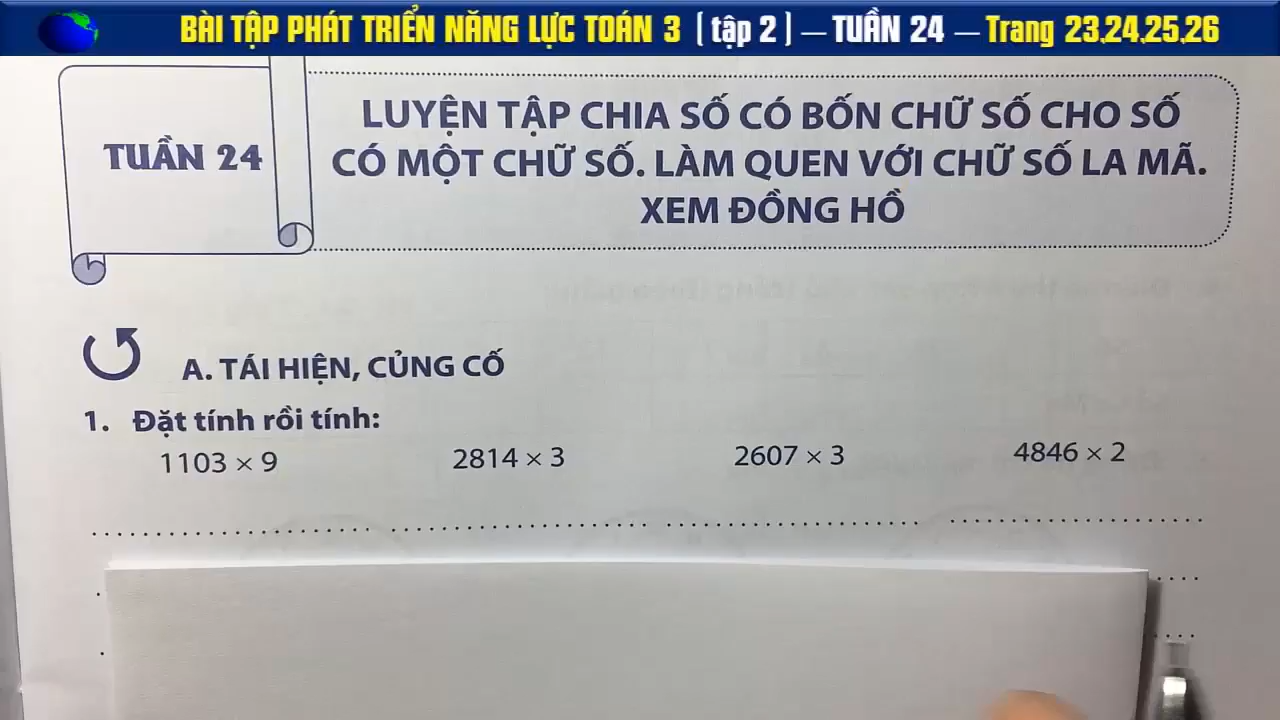 BÀI TẬP PHÁT TRIỂN NĂNG LỰC TOÁN 3 ( tập 2 ) – TUẦN 24 – Trang 23,24,25,26
TUẦN 24
LUYỆN TẬP CHIA SỐ CÓ BỐN CHỮ SỐ CHO SỐ
CÓ MỘT CHỮ SỐ. LÀM QUEN VỚI CHỮ SỐ LA MÃ.
XEM ĐỒNG HỒ
A. TÁI HIỆN, CỦNG CỐ
1. Đặt tính rồi tính:
1103 × 9 2814 × 3 2607 × 3 4846 × 2